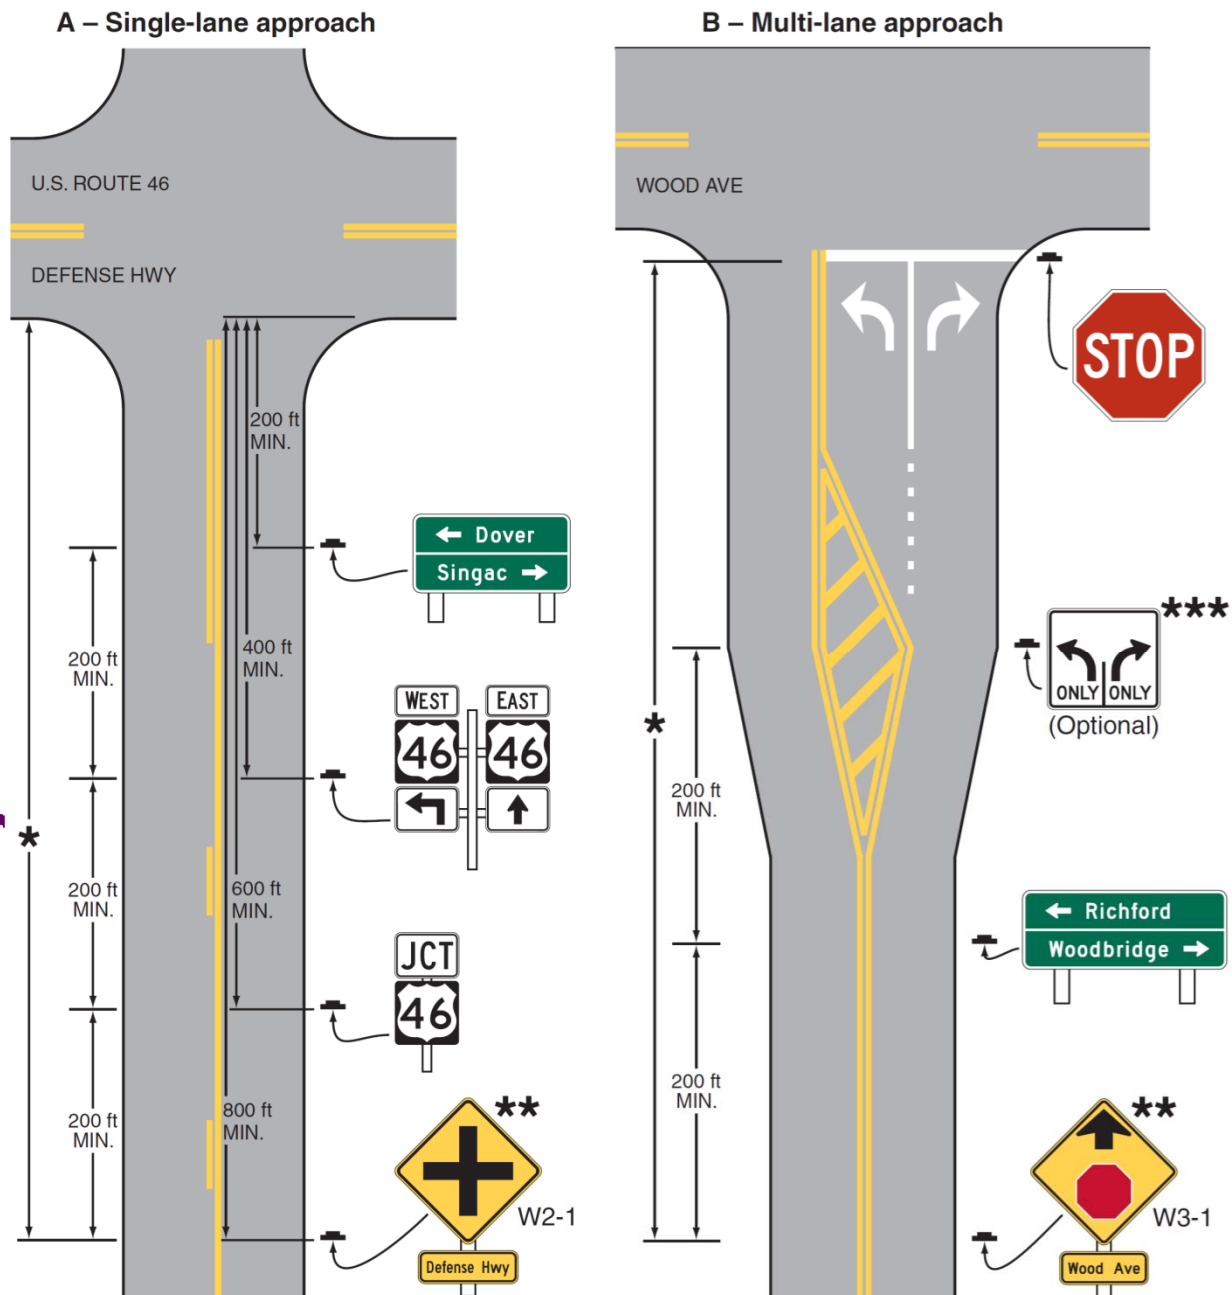 A – Single-lane approach
U.S. ROUTE 46
DEFENSE HWY
200 ft
MIN.
← Dover
Singac →
400 ft
MIN.
200 ft
MIN.
WEST
46
EAST
46
*
200 ft
MIN.
600 ft
MIN.
JCT
46
200 ft
MIN.
800 ft
MIN.
**
W2-1
Defense Hwy
B – Multi-lane approach
WOOD AVE
STOP
***
ONLY ONLY
(Optional)
*
200 ft
MIN.
← Richford
Woodbridge →
200 ft
MIN.
**
W3-1
Wood Ave